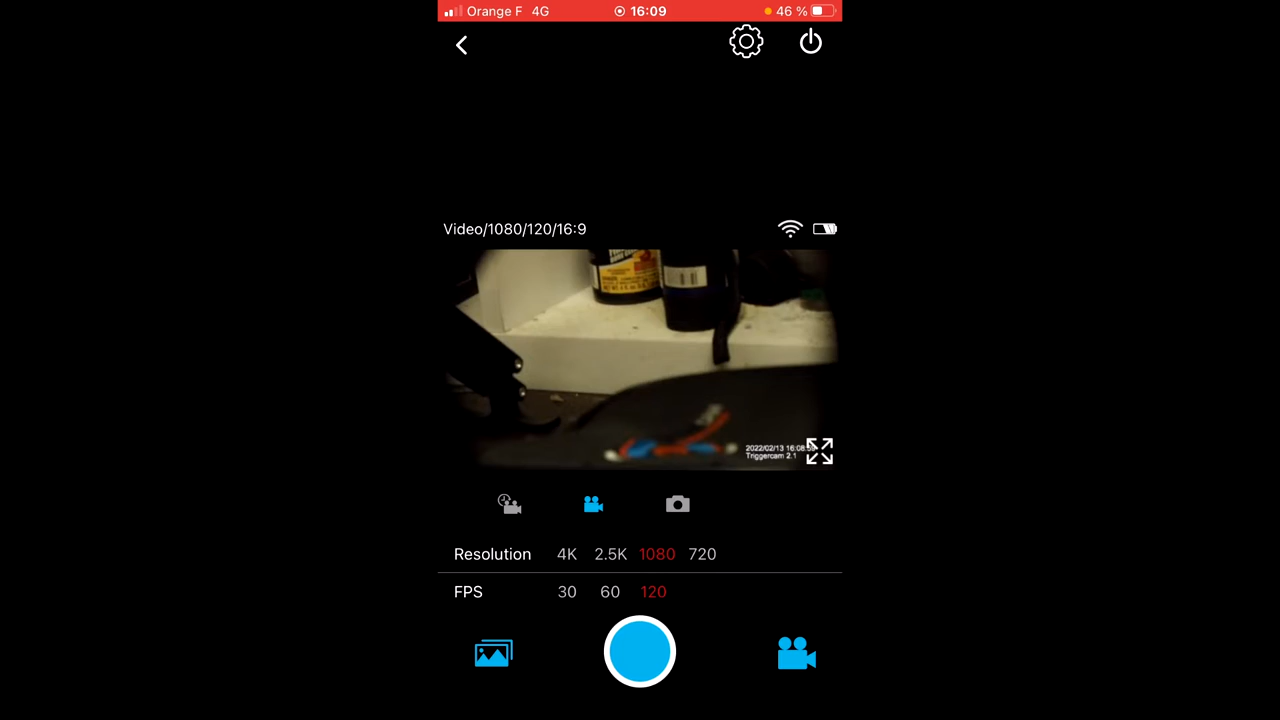 Orange F 4G 16:09 46 %
Video/1080/120/16:9
2022/02/13 16:08
Triggercam 2.1
Resolution 4K 2.5K 1080 720
FPS 30 60 120